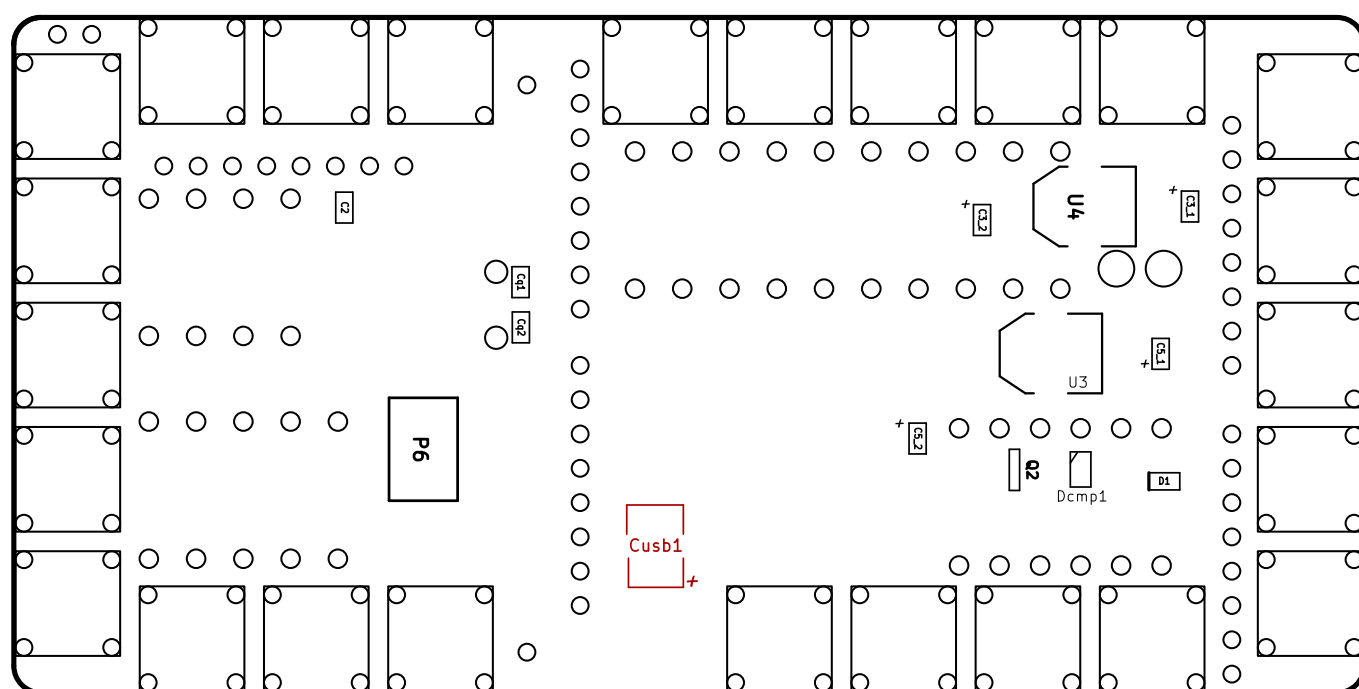 C2
C3_2
+
U4
C3_1
+
Cq1
Cq2
U3
C5_1
+
P6
C5_2
+
Q2
Dcmp1
D1
Cusb1
+